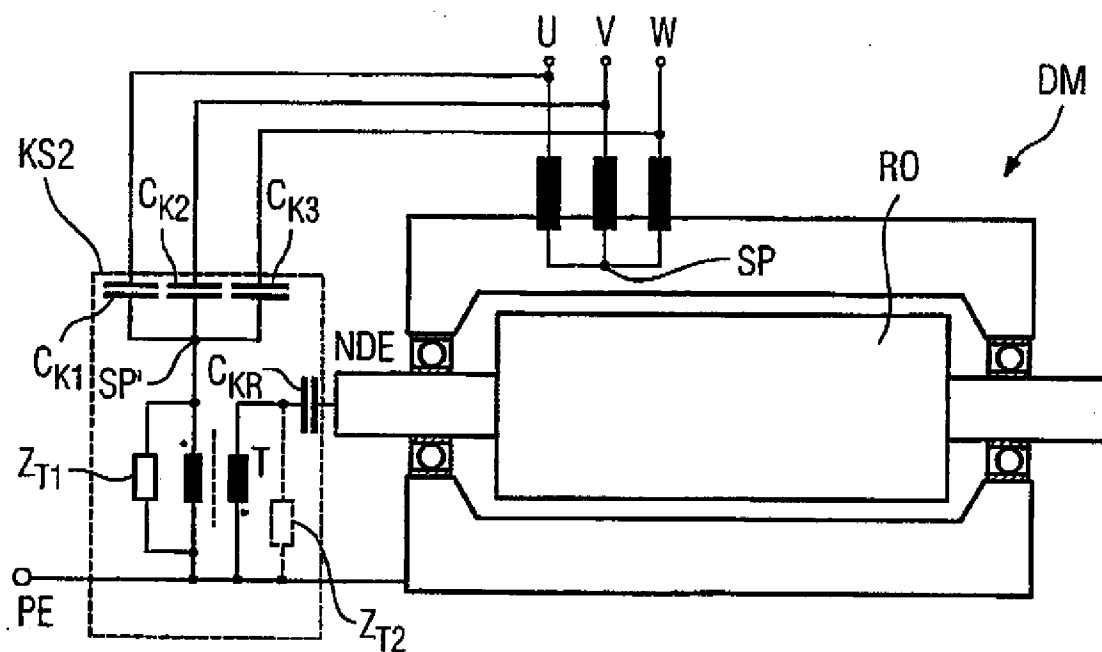 U V W
DM
KS2
RO
C_K2
C_K3
SP
NDE
C_K1
SP'
C_KR
Z_T1
T
PE
Z_T2